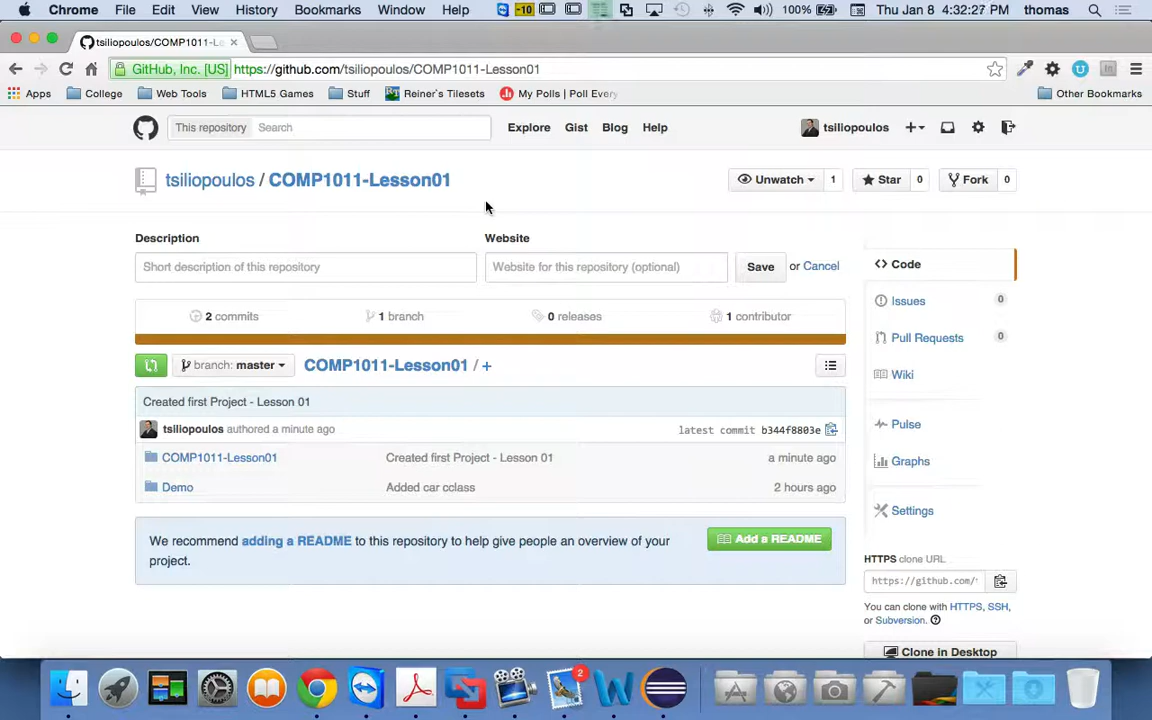 Chrome File Edit View History Bookmarks Window Help -10 100% Thu Jan 8 4:32:27 PM thomas
tsiliopoulos/COMP1011-Le
GitHub, Inc. [US] https://github.com/tsiliopoulos/COMP1011-Lesson01
Apps College Web Tools HTML5 Games Stuff Reiner's Tilesets My Polls | Poll Every Other Bookmarks
This repository Search Explore Gist Blog Help tsiliopoulos
tsiliopoulos / COMP1011-Lesson01 Unwatch 1 Star 0 Fork 0
Description Website
Short description of this repository Website for this repository (optional) Save or Cancel
<> Code
2 commits 1 branch 0 releases 1 contributor
Issues 0
Pull Requests 0
branch: master COMP1011-Lesson01 / +
Wiki
Created first Project - Lesson 01
tsiliopoulos authored a minute ago latest commit b344f8803e
Pulse
COMP1011-Lesson01 Created first Project - Lesson 01 a minute ago
Graphs
Demo Added car cclass 2 hours ago
Settings
We recommend adding a README to this repository to help give people an overview of your
project.
Add a README
HTTPS clone URL
https://github.com/
You can clone with HTTPS, SSH,
or Subversion.
Clone in Desktop
2